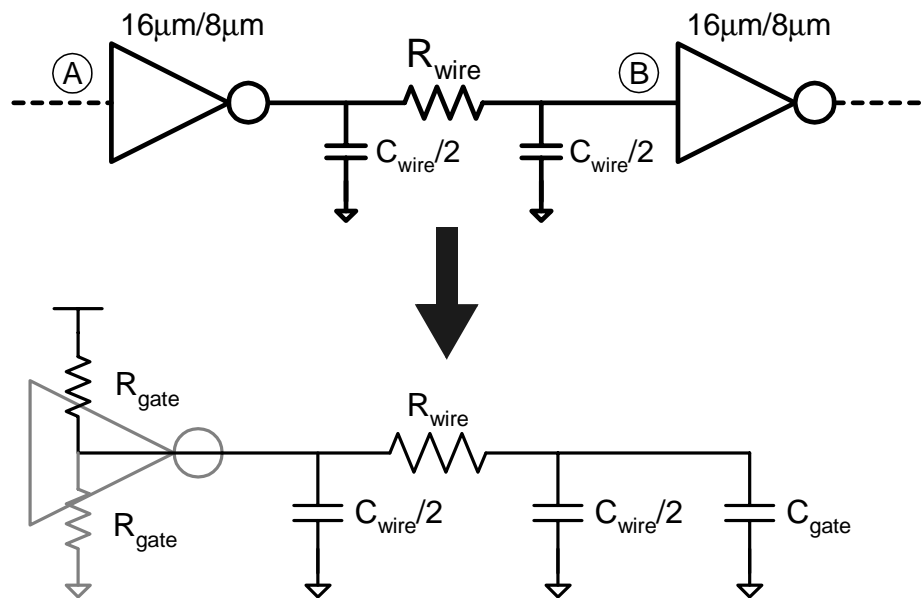 16μm/8μm
16μm/8μm
A
R_wire
B
C_wire/2
C_wire/2
R_gate
R_wire
R_gate
C_wire/2
C_wire/2
C_gate